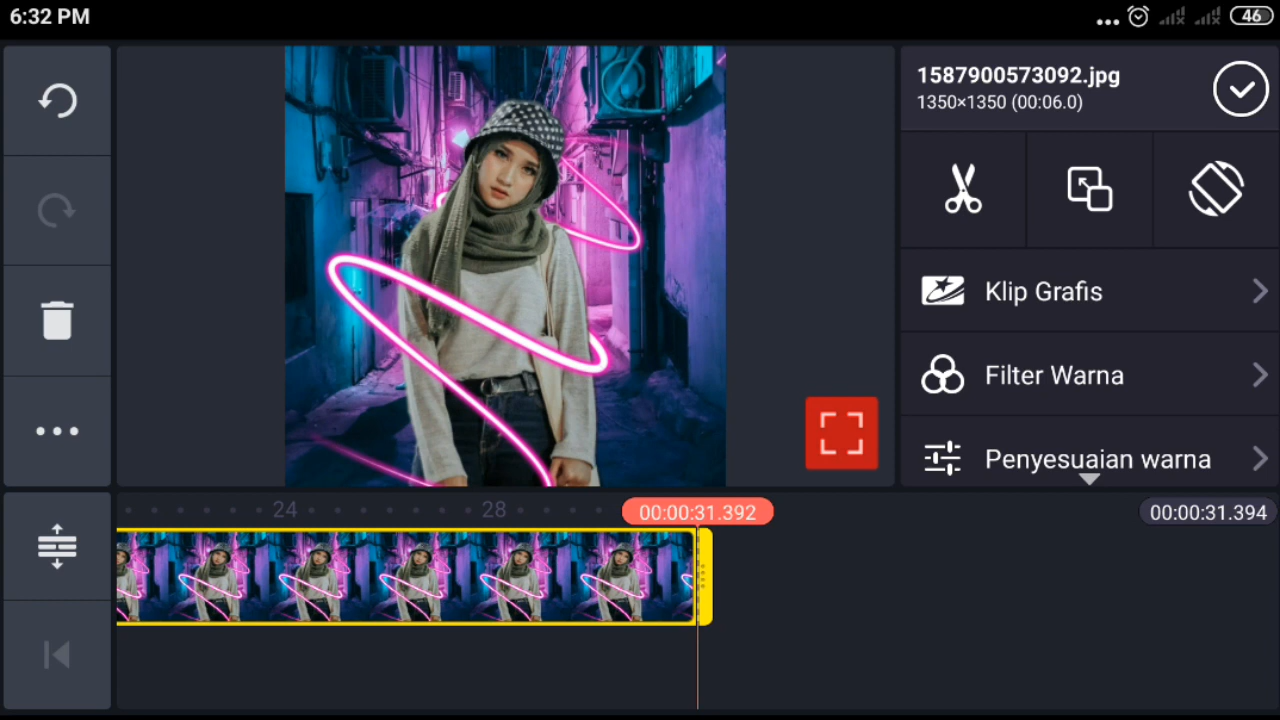 6:32 PM
46
1587900573092.jpg
1350×1350 (00:06.0)
Klip Grafis
Filter Warna
Penyesuaian warna
24
28
00:00:31.392
00:00:31.394